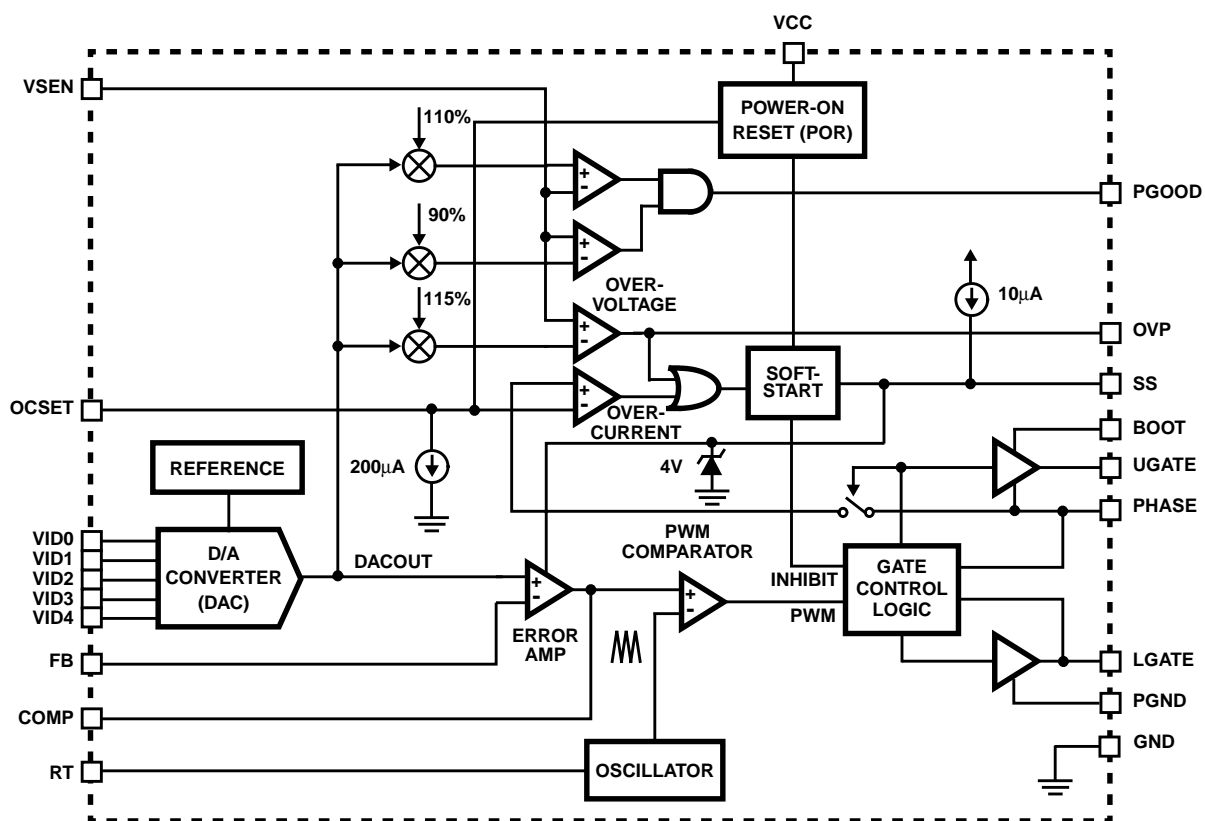 VCC
VSEN
POWER-ON
RESET (POR)
110%
+
-
PGOOD
90%
+
-
OVER-
VOLTAGE
10µA
115%
+
-
OVP
SOFT-
START
SS
+
-
OCSET
OVER-
CURRENT
BOOT
REFERENCE
200µA
4V
UGATE
PHASE
VID0
VID1
VID2
VID3
VID4
D/A
CONVERTER
(DAC)
DACOUT
PWM
COMPARATOR
+
-
ERROR
AMP
+
-
INHIBIT
PWM
GATE
CONTROL
LOGIC
FB
LGATE
PGND
COMP
GND
RT
OSCILLATOR